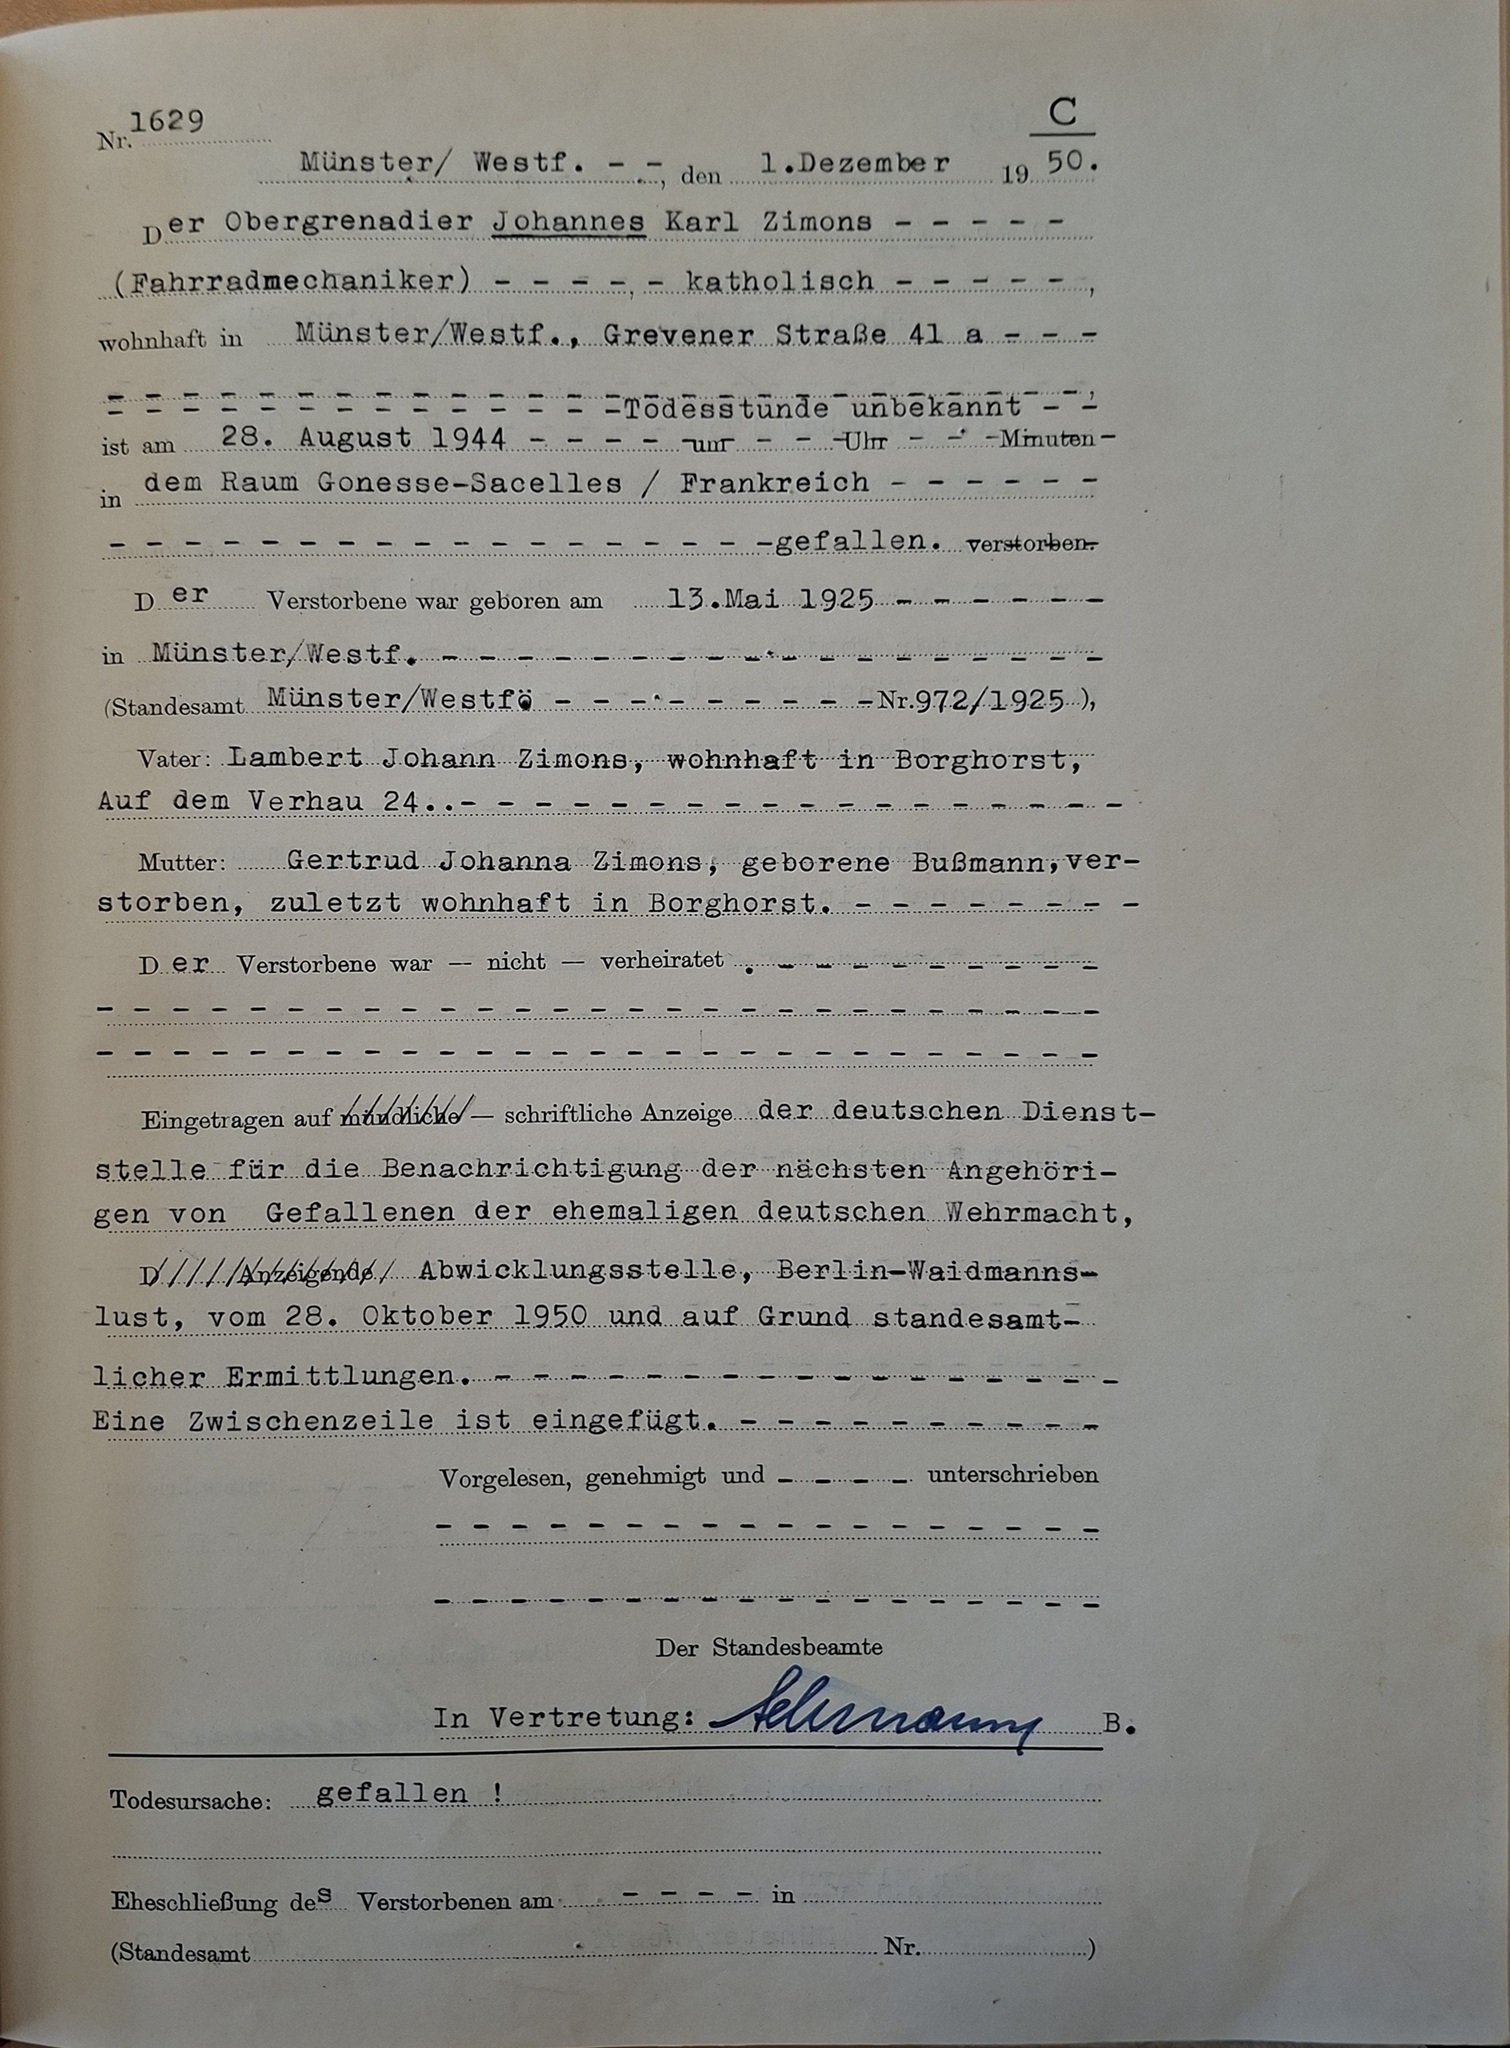 C
Nr. 1629
Münster/ Westf. - -, den 1.Dezember 19 50.
Der Obergrenadier Johannes Karl Zimons - - - - -
(Fahrradmechaniker) - - - -, - katholisch - - - - - ,
wohnhaft in Münster/Westf., Grevener Straße 41 a - - -
- - - - - - - - - - - - - - - - - - - - - - - - - - ,
- - - - - - - - - - - - - -Todesstunde unbekannt - -
ist am 28. August 1944 - - - - um - - -Uhr - - -Minuten-
in dem Raum Gonesse-Sacelles / Frankreich - - - - - -
- - - - - - - - - - - - - - - - - -gefallen. verstorben.
Der Verstorbene war geboren am 13.Mai 1925 - - - - - -
in Münster/Westf. - - - - - - - - - - - - - - - - - -
(Standesamt Münster/Westfö - - - - - - - - -Nr.972/1925 ),
Vater: Lambert Johann Zimons, wohnhaft in Borghorst,
Auf dem Verhau 24..- - - - - - - - - - - - - - - - - -
Mutter: Gertrud Johanna Zimons, geborene Bußmann,ver-
storben, zuletzt wohnhaft in Borghorst. - - - - - - - -
Der Verstorbene war — nicht — verheiratet . - - - - - - - - -
- - - - - - - - - - - - - - - - - - - - - - - - - - -
- - - - - - - - - - - - - - - - - - - - - - - - - - -
Eingetragen auf mündliche — schriftliche Anzeige der deutschen Dienst-
stelle für die Benachrichtigung der nächsten Angehöri-
gen von Gefallenen der ehemaligen deutschen Wehrmacht,
D////Anzeigende/ Abwicklungsstelle, Berlin-Waidmanns-
lust, vom 28. Oktober 1950 und auf Grund standesamt-
licher Ermittlungen. - - - - - - - - - - - - - - - - -
Eine Zwischenzeile ist eingefügt. - - - - - - - - - -
Vorgelesen, genehmigt und - - - - unterschrieben
- - - - - - - - - - - - - - - - - -
- - - - - - - - - - - - - - - - - -
Der Standesbeamte
In Vertretung: B.
Todesursache: gefallen !
Eheschließung des Verstorbenen am - - - - in
(Standesamt Nr. )